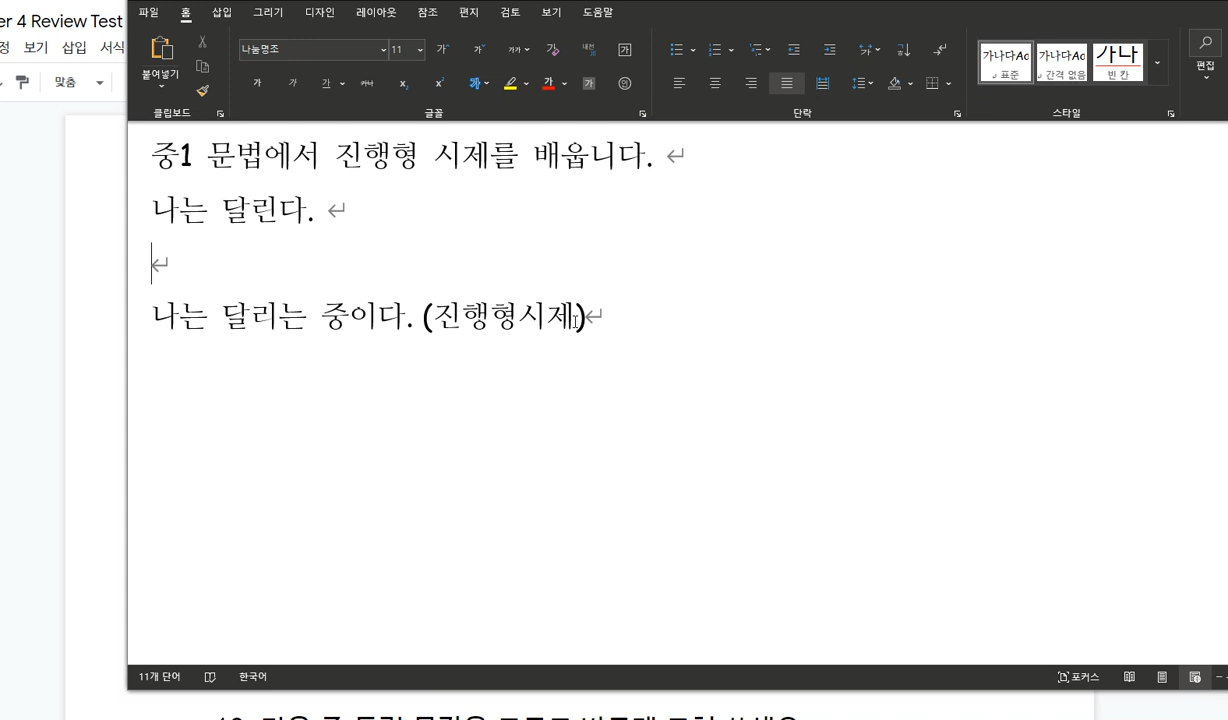 er 4 Review Test
정 보기 삽입 서식
맞춤
파일 홈 삽입 그리기 디자인 레이아웃 참조 편지 검토 보기 도움말
붙여넣기
나눔명조 11
클립보드 글꼴 단락 스타일
가나다Ac 가나다Ac 가나
표준 간격 없음 빈 칸
편집
중1 문법에서 진행형 시제를 배웁니다.
나는 달린다.
나는 달리는 중이다. (진행형시제)
11개 단어 한국어 포커스